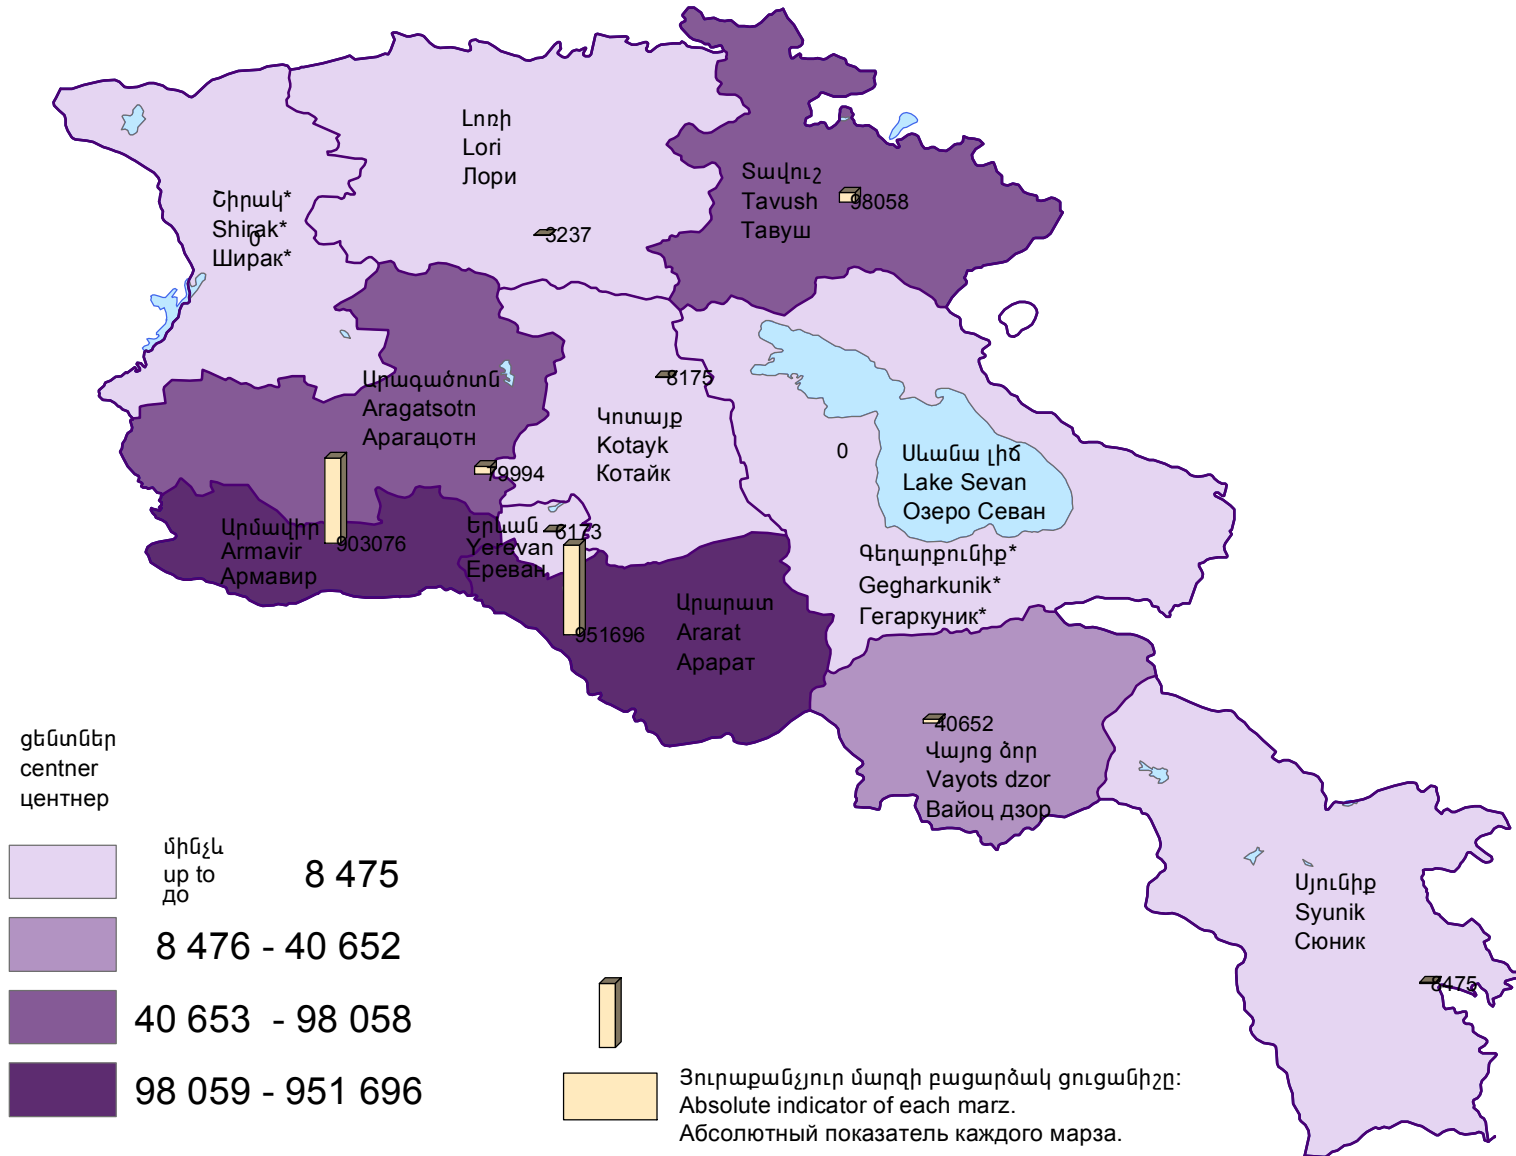 Լոռի
Lori
Лори
3237
Տավուշ
Tavush
Тавуш
98058
Շիրակ*
Shirak*
Ширак*
0
Արագածոտն
Aragatsotn
Арагацотн
79994
8175
Կոտայք
Kotayk
Котайк
0
Սևանա լիճ
Lake Sevan
Озеро Севан
Գեղարքունիք*
Gegharkunik*
Гегаркуник*
Արմավիր
Armavir
Армавир
903076
Երևան
Yerevan
Ереван
6173
951696
Արարատ
Ararat
Арарат
40652
Վայոց ձոր
Vayots dzor
Вайоц дзор
Սյունիք
Syunik
Сюник
8475
ցենտներ
centner
центнер
մինչև
up to
до
8 475
8 476 - 40 652
40 653 - 98 058
98 059 - 951 696
Յուրաքանչյուր մարզի բացարձակ ցուցանիշը:
Absolute indicator of each marz.
Абсолютный показатель каждого марза.